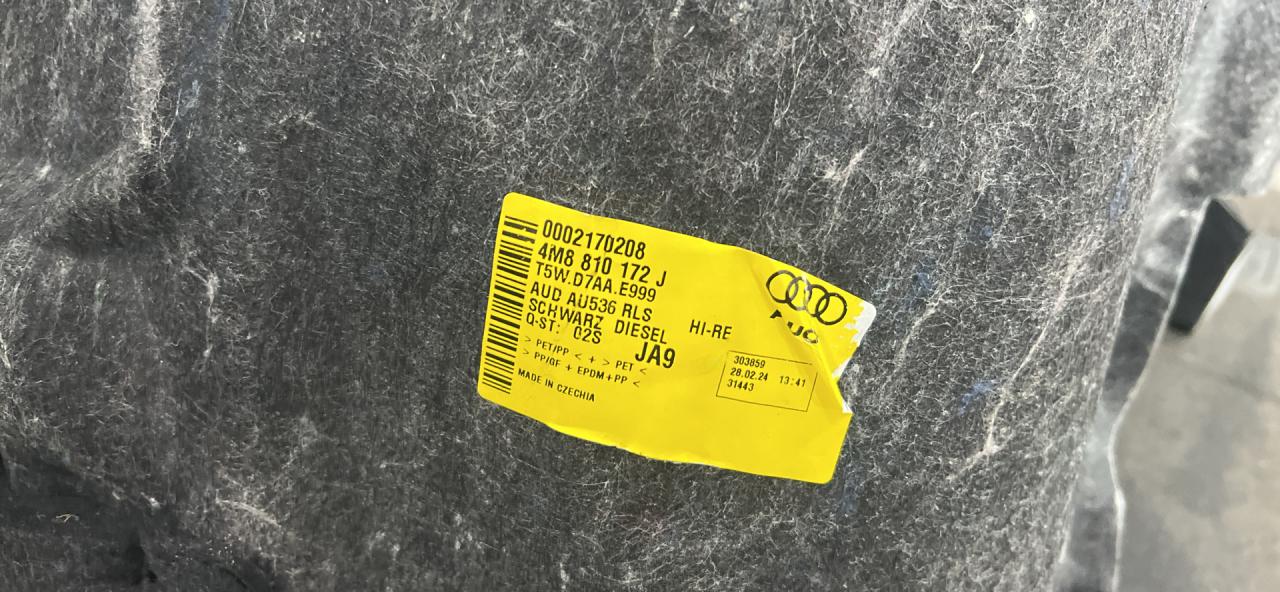 0002170208
4M8 810 172 J
T5W.D7AA.E999
AUD AU536 RLS
SCHWARZ DIESEL
Q-ST: 02S
JA9
HI-RE
> PET/PP < + > PET <
> PP/GF + EPDM+PP <
MADE IN CZECHIA
303859
28.02.24 13:41
31443